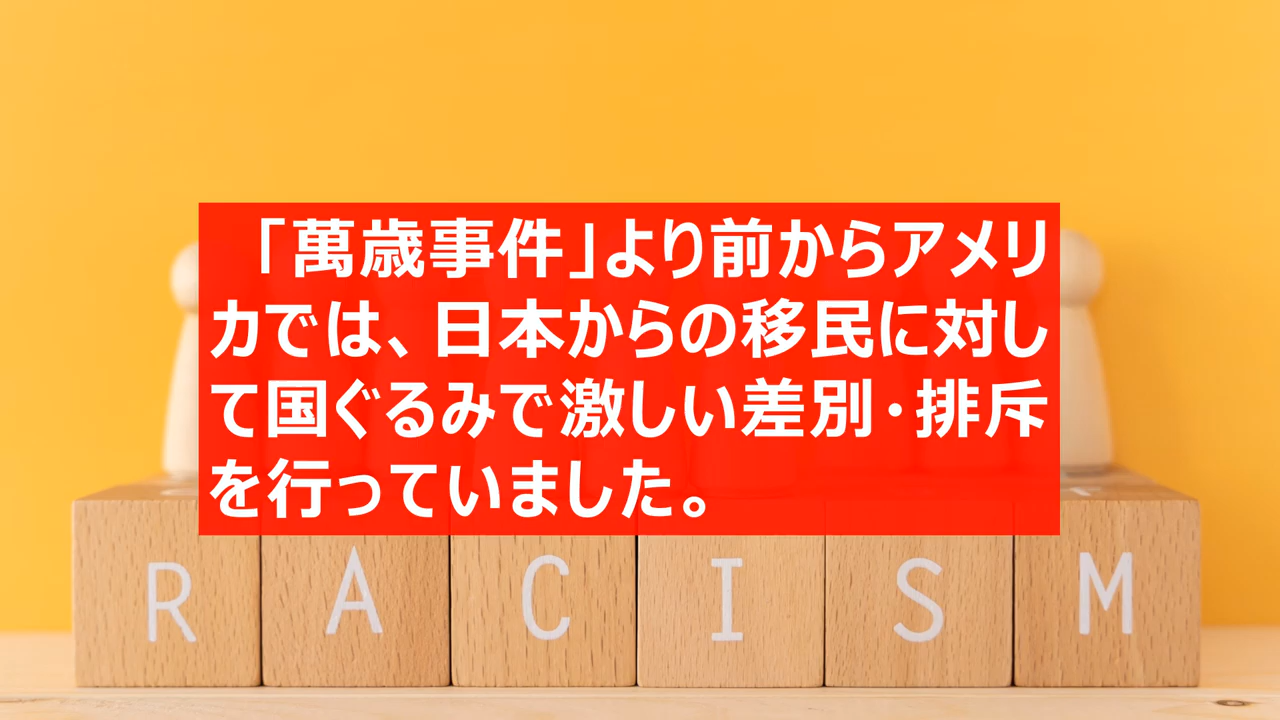 「萬歳事件」より前からアメリ
カでは、日本からの移民に対し
て国ぐるみで激しい差別・排斥
を行っていました。
RACISM